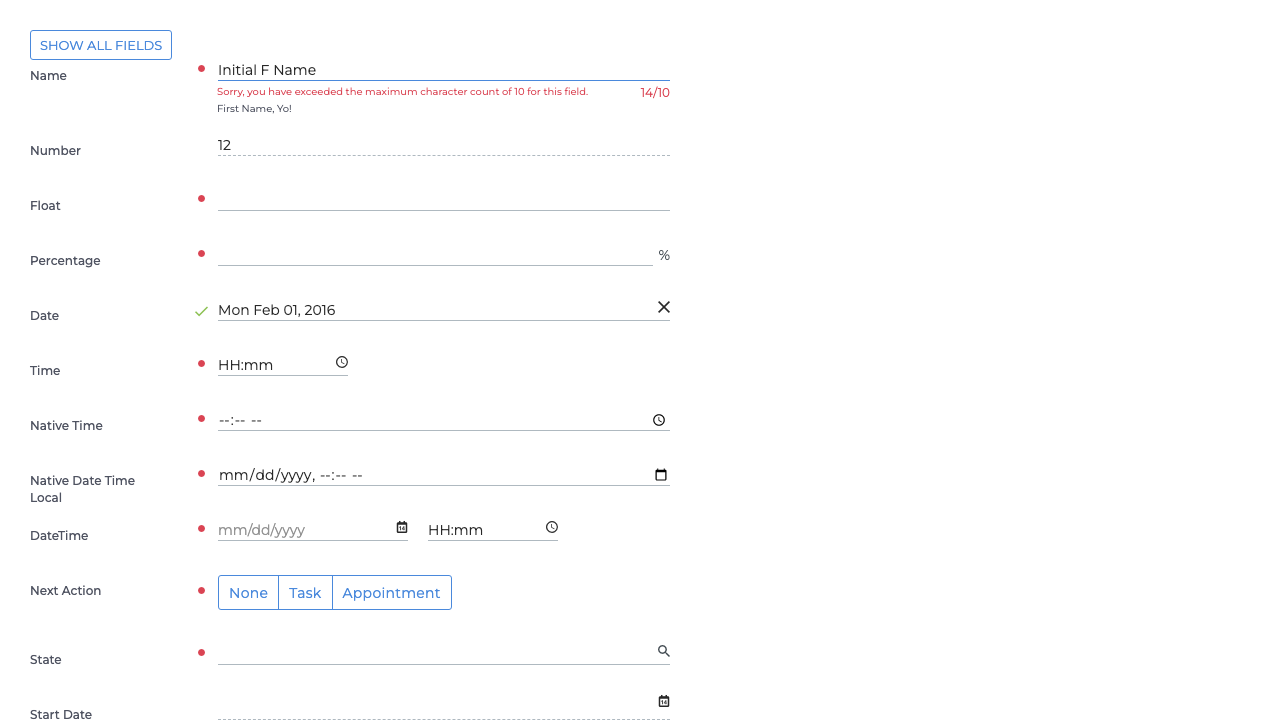 SHOW ALL FIELDS
Name
Initial F Name
Sorry, you have exceeded the maximum character count of 10 for this field.
14/10
First Name, Yo!
Number
12
Float
Percentage
%
Date
Mon Feb 01, 2016
Time
HH:mm
Native Time
--:-- --
Native Date Time
Local
mm/dd/yyyy, --:-- --
DateTime
mm/dd/yyyy
HH:mm
Next Action
None
Task
Appointment
State
Start Date